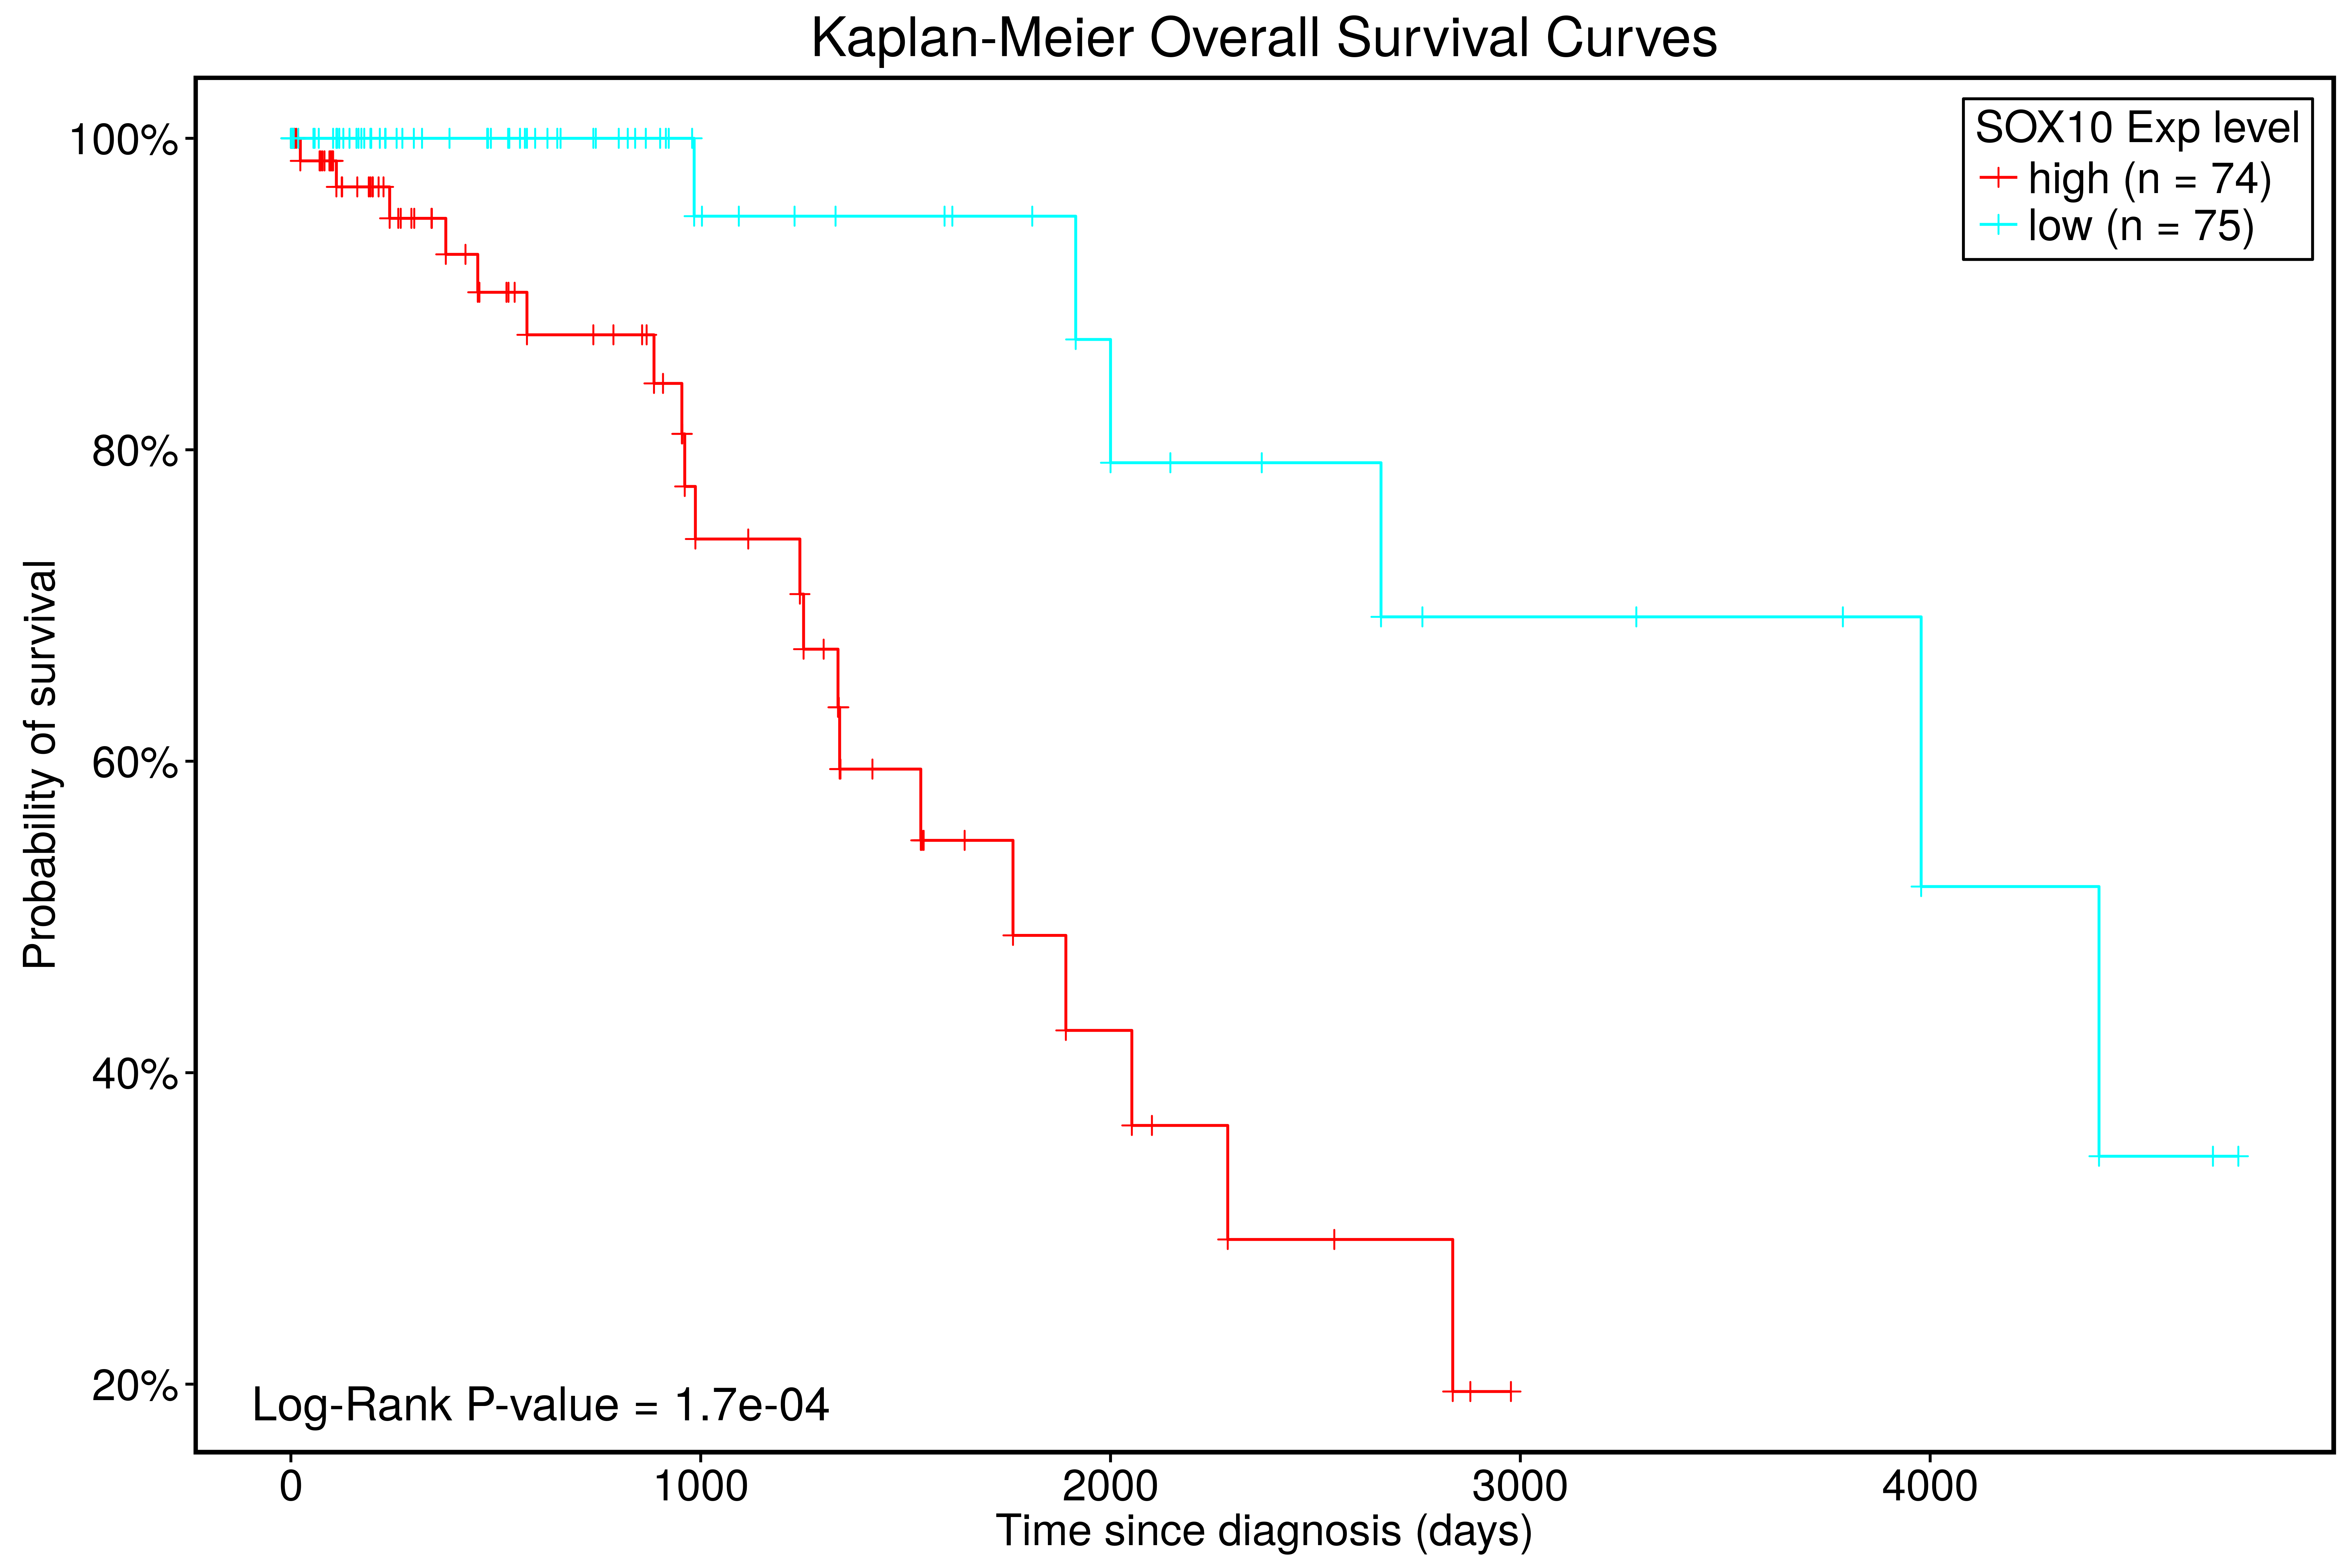 Kaplan-Meier Overall Survival Curves
SOX10 Exp level
high (n = 74)
low (n = 75)
100%
80%
60%
40%
20%
Probability of survival
Log-Rank P-value = 1.7e-04
0 1000 2000 3000 4000
Time since diagnosis (days)